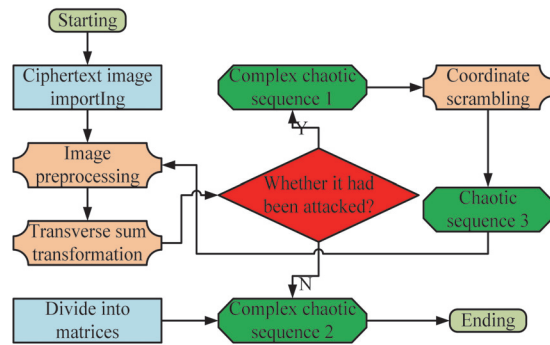 Starting
Ciphertext image
importIng
Image
preprocessing
Transverse sum
transformation
Divide into
matrices
Complex chaotic
sequence 1
Y
Whether it had
been attacked?
N
Complex chaotic
sequence 2
Coordinate
scrambling
Chaotic
sequence 3
Ending